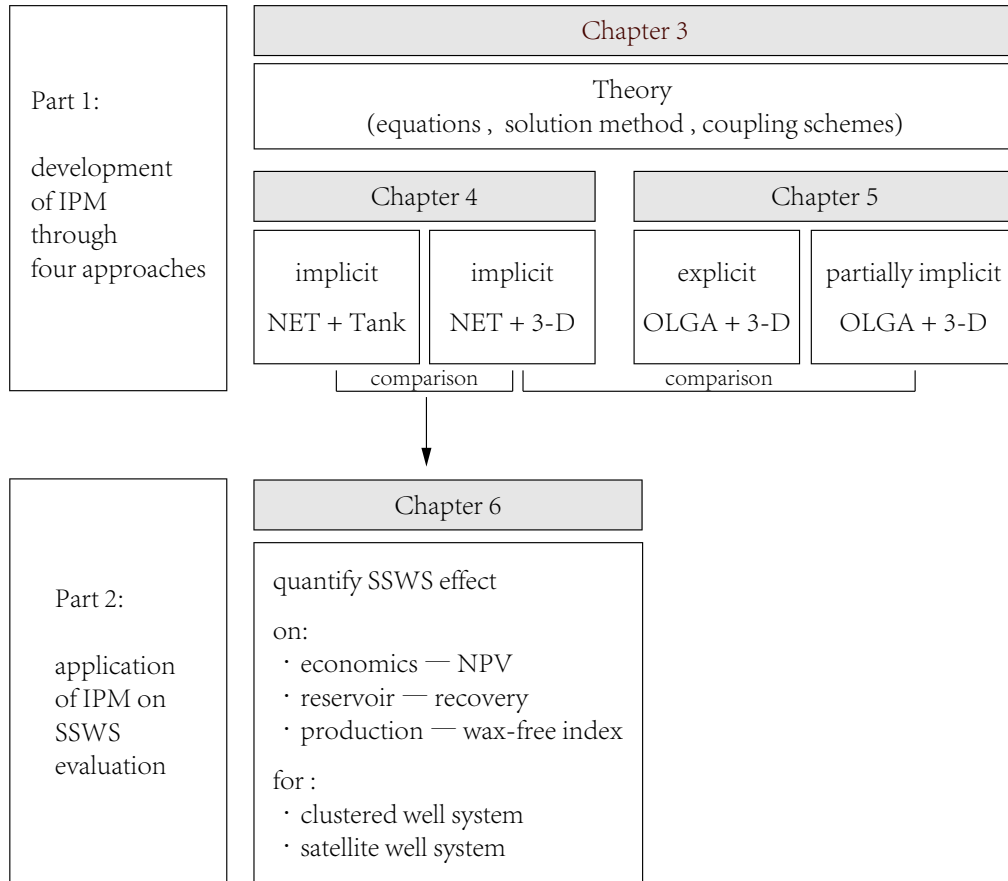 Part 1:
development
of IPM
through
four approaches
Chapter 3
Theory
(equations , solution method , coupling schemes)
Chapter 4
implicit
NET + Tank
implicit
NET + 3-D
comparison
Chapter 5
explicit
OLGA + 3-D
partially implicit
OLGA + 3-D
comparison
Part 2:
application
of IPM on
SSWS
evaluation
Chapter 6
quantify SSWS effect
on:
· economics — NPV
· reservoir — recovery
· production — wax-free index
for :
· clustered well system
· satellite well system